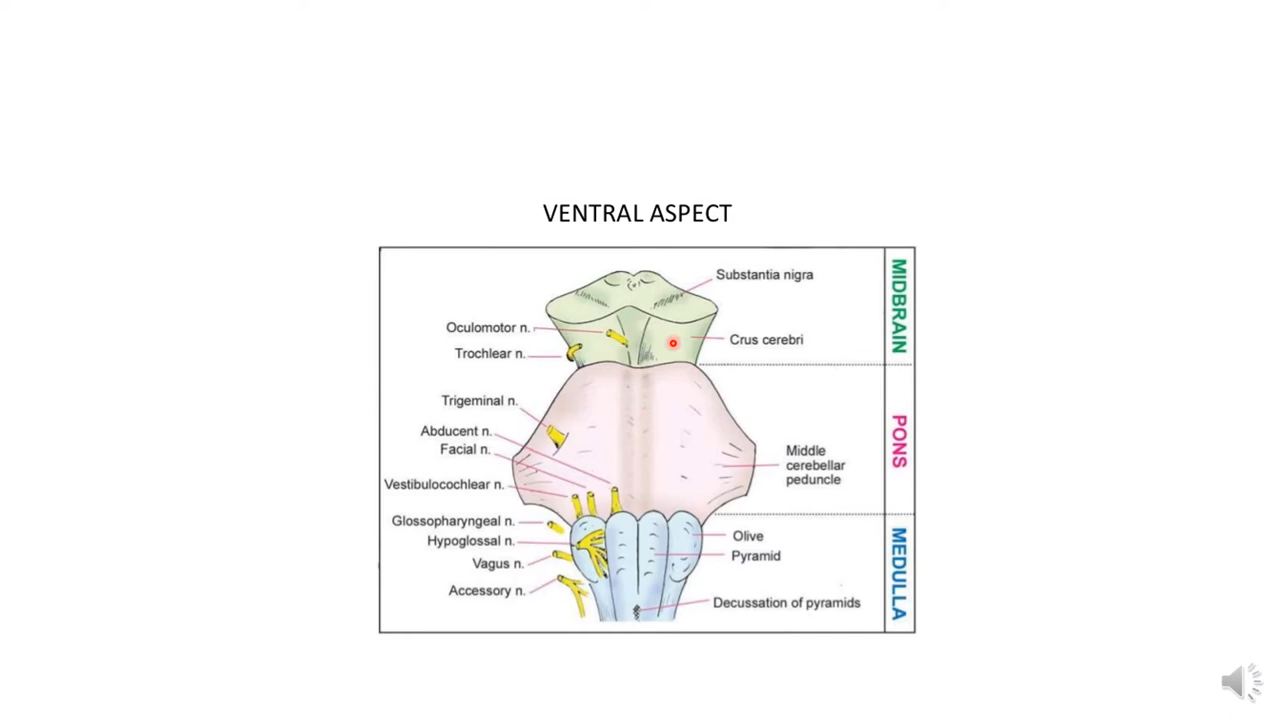 VENTRAL ASPECT
Substantia nigra
Oculomotor n.
Crus cerebri
Trochlear n.
MIDBRAIN
Trigeminal n.
Abducent n.
Facial n.
Middle
cerebellar
peduncle
PONS
Vestibulocochlear n.
Glossopharyngeal n.
Olive
Hypoglossal n.
Pyramid
Vagus n.
Accessory n.
Decussation of pyramids
MEDULLA